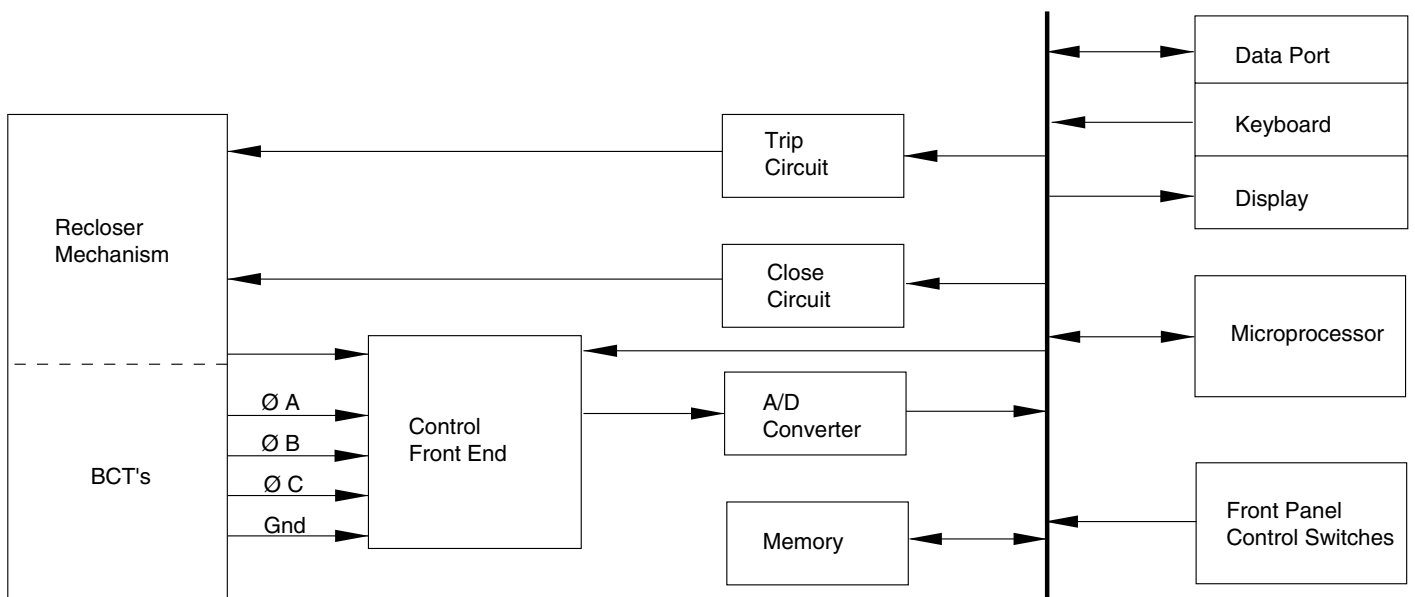 Data Port
Keyboard
Display
Trip
Circuit
Recloser
Mechanism
Close
Circuit
Microprocessor
Ø A
Ø B
Ø C
Gnd
Control
Front End
A/D
Converter
BCT's
Memory
Front Panel
Control Switches